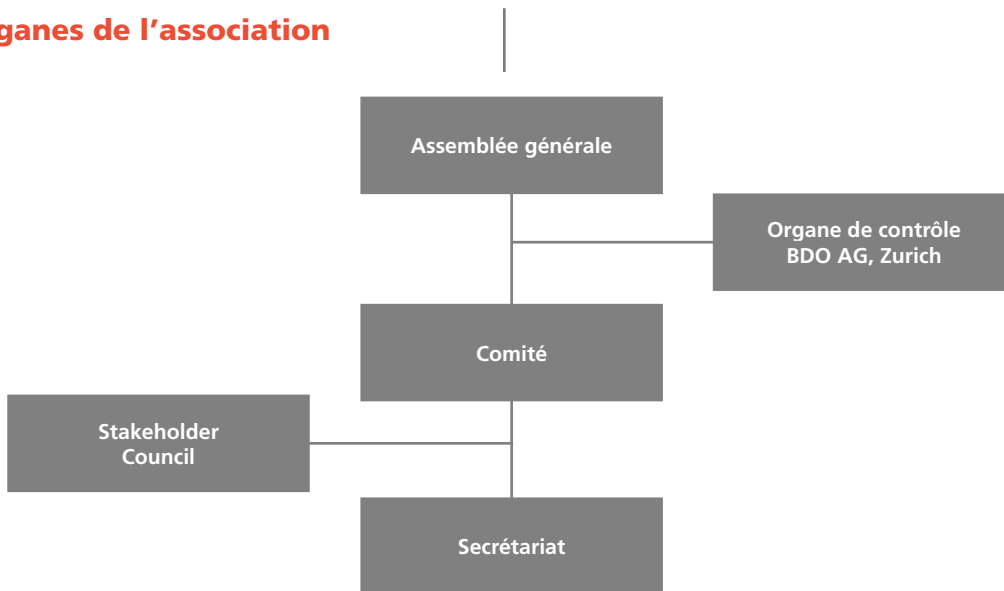 ganes de l’association
Assemblée générale
Organe de contrôle
BDO AG, Zurich
Comité
Stakeholder
Council
Secrétariat